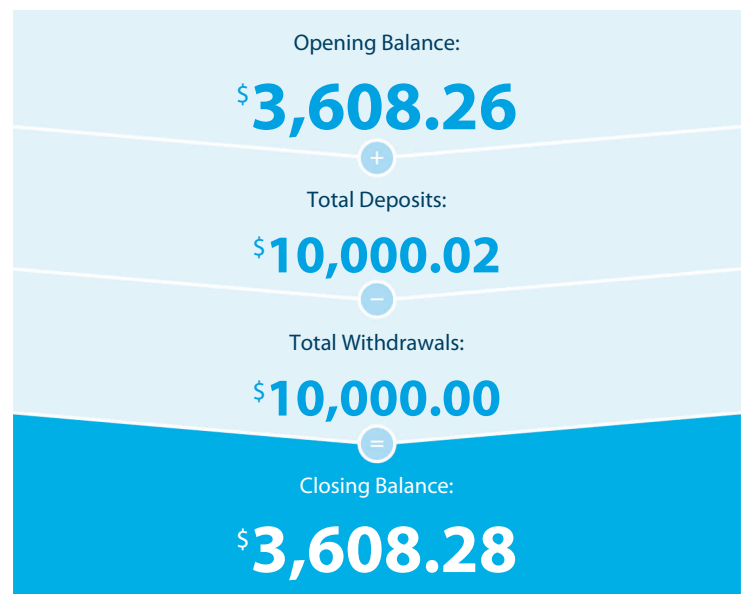 Opening Balance:
$3,608.26
+
Total Deposits:
$10,000.02
−
Total Withdrawals:
$10,000.00
=
Closing Balance:
$3,608.28